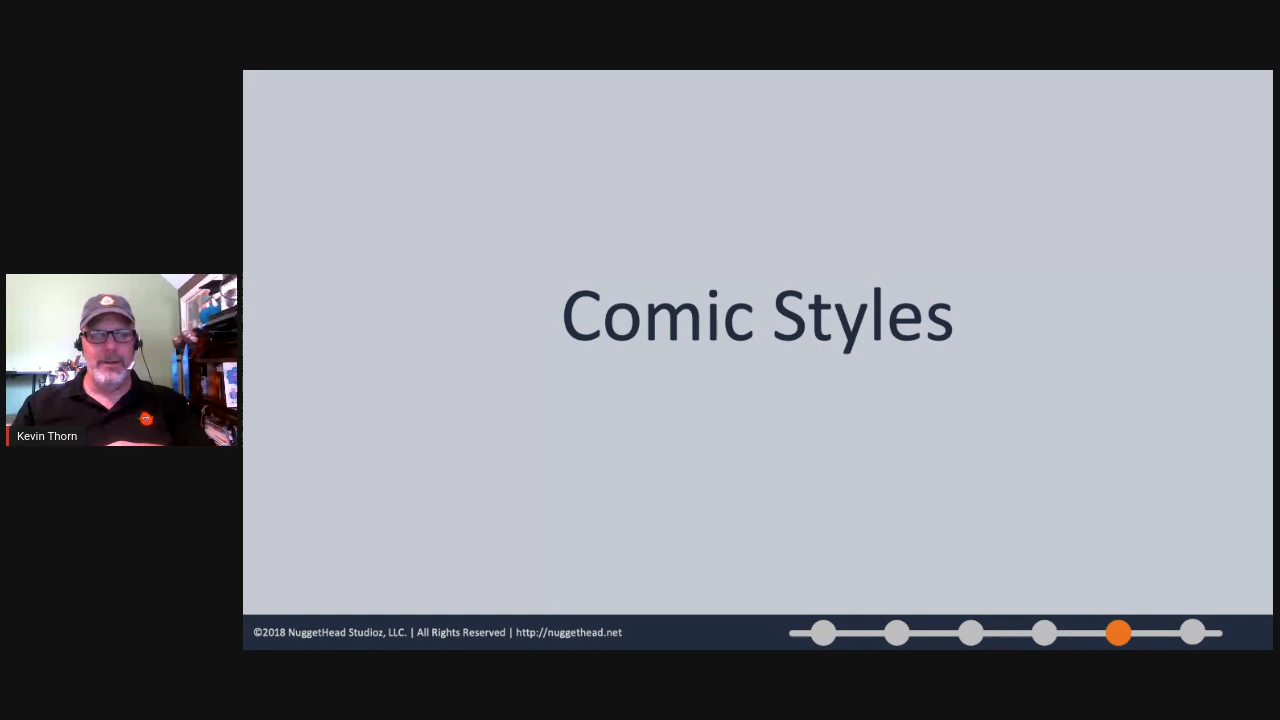 Comic Styles
Kevin Thorn
©2018 NuggetHead Studioz, LLC. | All Rights Reserved | http://nuggethead.net